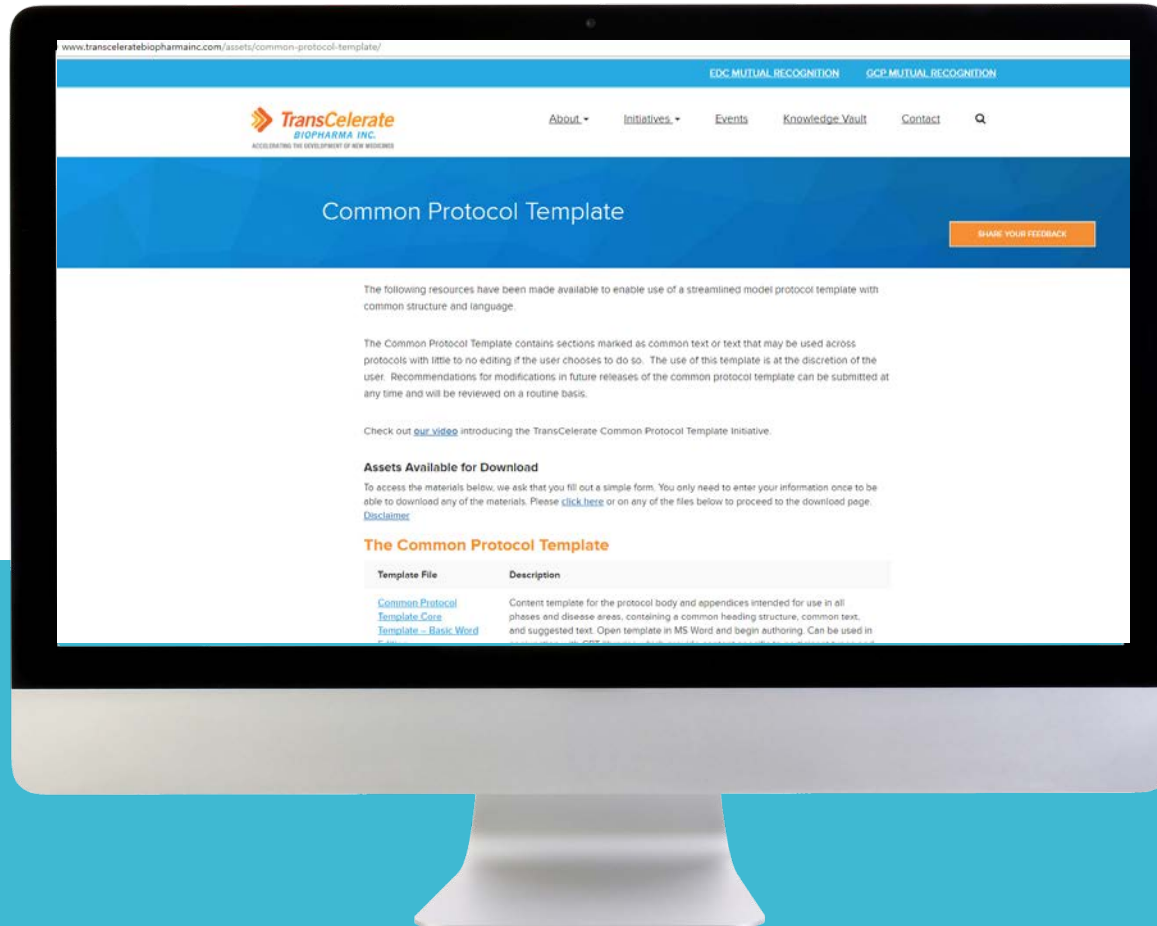 www.transceleratebiopharmainc.com/assets/common-protocol-template/
EDC MUTUAL RECOGNITION GCP MUTUAL RECOGNITION
TransCelerate
BIOPHARMA INC.
ACCELERATING THE DEVELOPMENT OF NEW MEDICINES
About Initiatives Events Knowledge Vault Contact
Common Protocol Template
SHARE YOUR FEEDBACK
The following resources have been made available to enable use of a streamlined model protocol template with
common structure and language.
The Common Protocol Template contains sections marked as common text or text that may be used across
protocols with little to no editing if the user chooses to do so. The use of this template is at the discretion of the
user. Recommendations for modifications in future releases of the common protocol template can be submitted at
any time and will be reviewed on a routine basis.
Check out our video introducing the TransCelerate Common Protocol Template Initiative.
Assets Available for Download
To access the materials below, we ask that you fill out a simple form. You only need to enter your information once to be
able to download any of the materials. Please click here or on any of the files below to proceed to the download page.
Disclaimer
The Common Protocol Template
Template File Description
Common Protocol Content template for the protocol body and appendices intended for use in all
Template Core phases and disease areas, containing a common heading structure, common text,
Template – Basic Word and suggested text. Open template in MS Word and begin authoring. Can be used in